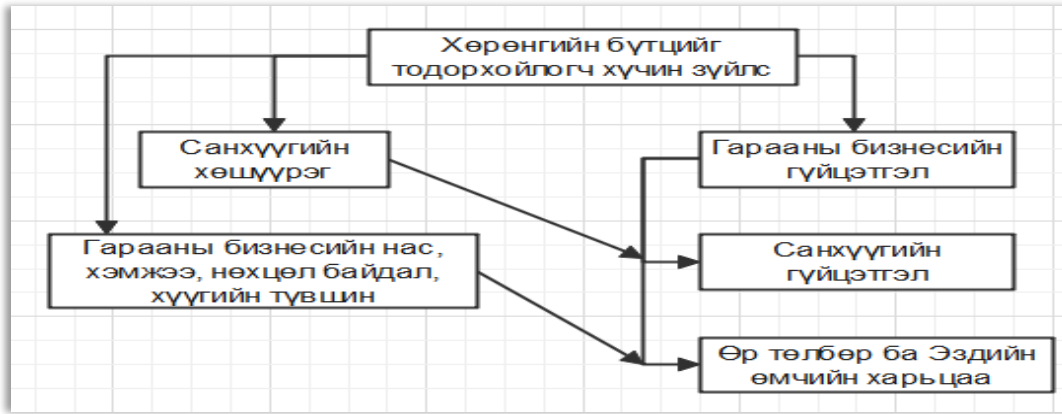 Хөрөнгийн бүтцийг
тодорхойлогч хүчин зүйлс
Санхүүгийн
хөшүүрэг
Гарааны бизнесийн
гүйцэтгэл
Гарааны бизнесийн нас,
хэмжээ, нөхцөл байдал,
хүүгийн түвшин
Санхүүгийн
гүйцэтгэл
Өр төлбөр ба Эздийн
өмчийн харьцаа